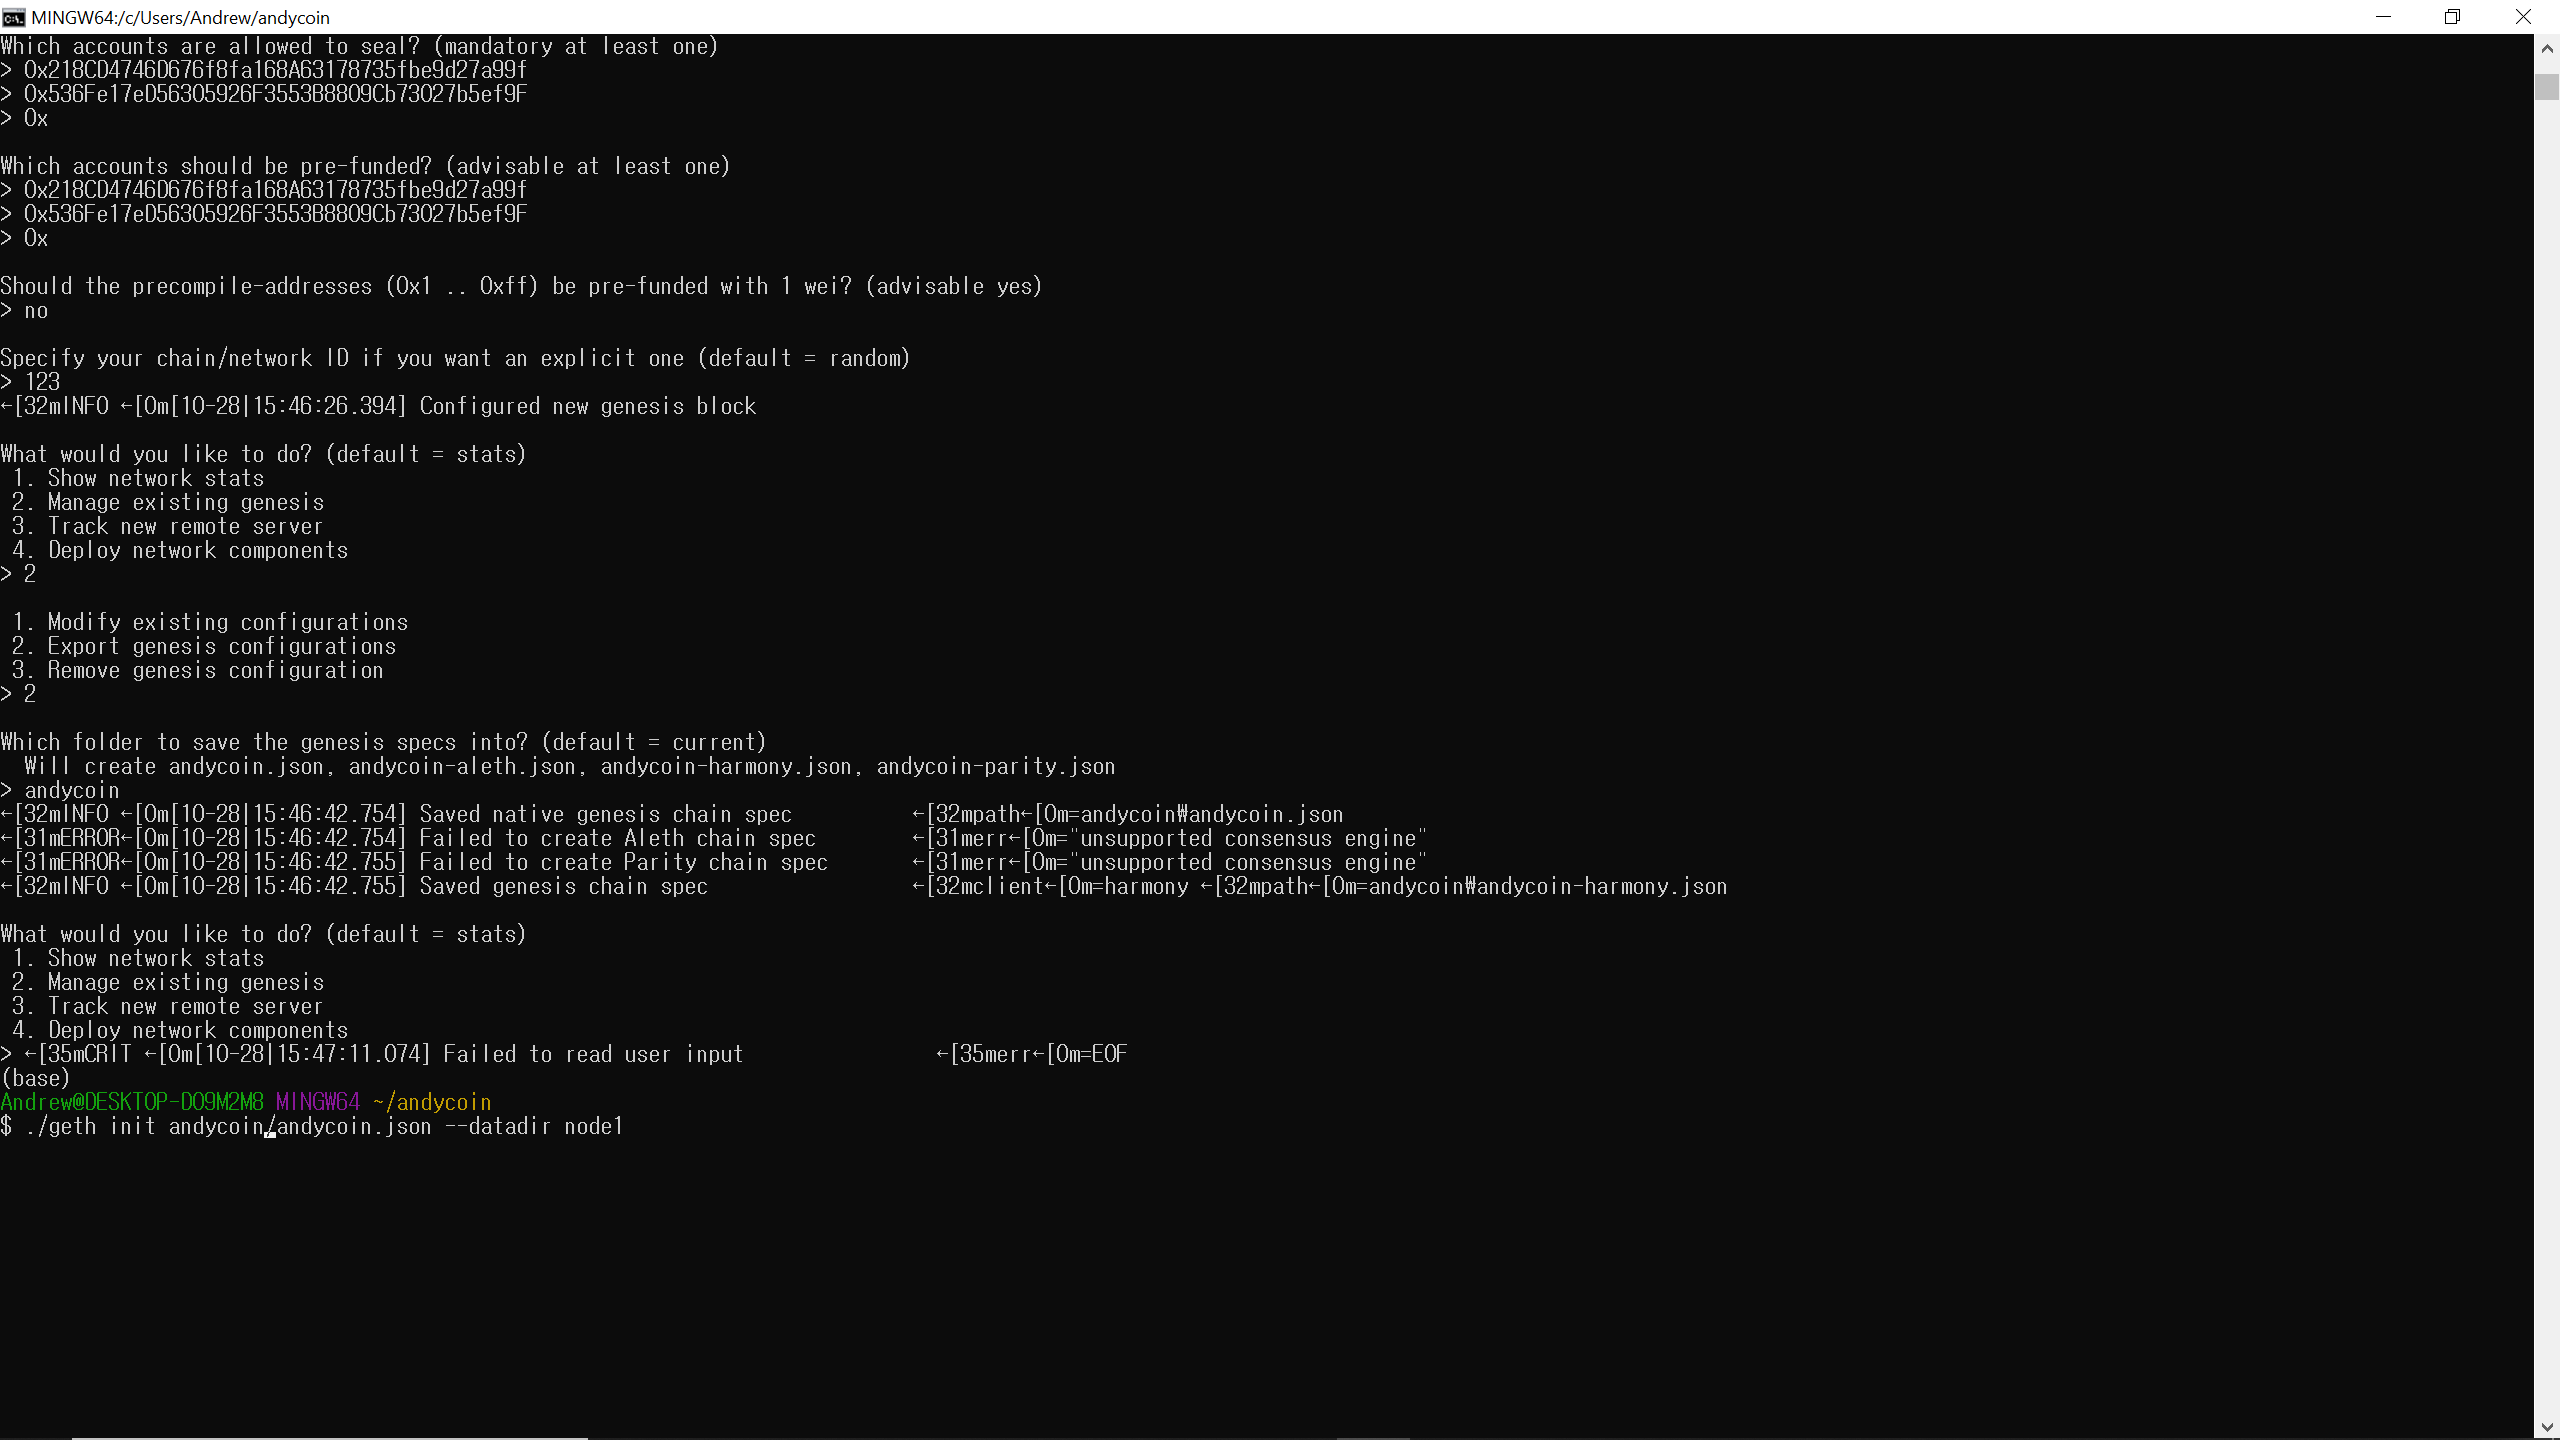 MINGW64:/c/Users/Andrew/andycoin
Which accounts are allowed to seal? (mandatory at least one)
> 0x218CD4746D676f8fa168A63178735fbe9d27a99f
> 0x536Fe17eD56305926F3553B8809Cb73027b5ef9F
> 0x
Which accounts should be pre-funded? (advisable at least one)
> 0x218CD4746D676f8fa168A63178735fbe9d27a99f
> 0x536Fe17eD56305926F3553B8809Cb73027b5ef9F
> 0x
Should the precompile-addresses (0x1 .. 0xff) be pre-funded with 1 wei? (advisable yes)
> no
Specify your chain/network ID if you want an explicit one (default = random)
> 123
←[32mINFO ←[0m[10-28|15:46:26.394] Configured new genesis block
What would you like to do? (default = stats)
1. Show network stats
2. Manage existing genesis
3. Track new remote server
4. Deploy network components
> 2
1. Modify existing configurations
2. Export genesis configurations
3. Remove genesis configuration
> 2
Which folder to save the genesis specs into? (default = current)
Will create andycoin.json, andycoin-aleth.json, andycoin-harmony.json, andycoin-parity.json
> andycoin
←[32mINFO ←[0m[10-28|15:46:42.754] Saved native genesis chain spec ←[32mpath←[0m=andycoin₩andycoin.json
←[31mERROR←[0m[10-28|15:46:42.754] Failed to create Aleth chain spec ←[31merr←[0m="unsupported consensus engine"
←[31mERROR←[0m[10-28|15:46:42.755] Failed to create Parity chain spec ←[31merr←[0m="unsupported consensus engine"
←[32mINFO ←[0m[10-28|15:46:42.755] Saved genesis chain spec ←[32mclient←[0m=harmony ←[32mpath←[0m=andycoin₩andycoin-harmony.json
What would you like to do? (default = stats)
1. Show network stats
2. Manage existing genesis
3. Track new remote server
4. Deploy network components
> ←[35mCRIT ←[0m[10-28|15:47:11.074] Failed to read user input ←[35merr←[0m=EOF
(base)
Andrew@DESKTOP-DO9M2M8 MINGW64 ~/andycoin
$ ./geth init andycoin/andycoin.json --datadir node1